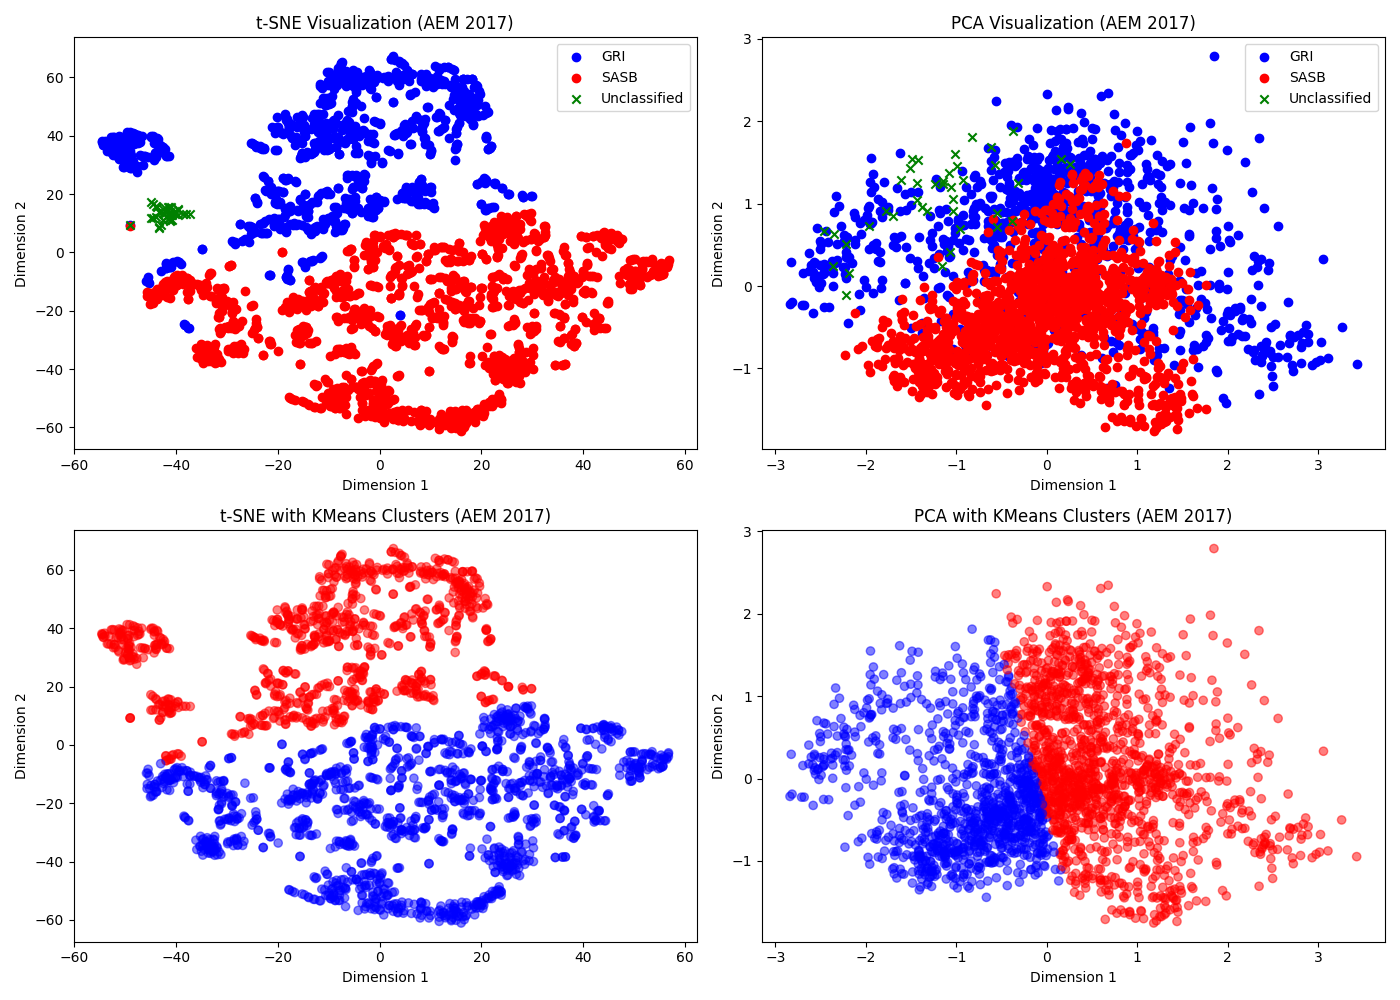 t-SNE Visualization (AEM 2017)
Dimension 2
60
40
20
0
−20
−40
−60
GRI
SASB
Unclassified
−60 −40 −20 0 20 40 60
Dimension 1
PCA Visualization (AEM 2017)
Dimension 2
3
2
1
0
−1
GRI
SASB
Unclassified
−3 −2 −1 0 1 2 3
Dimension 1
t-SNE with KMeans Clusters (AEM 2017)
Dimension 2
60
40
20
0
−20
−40
−60
−60 −40 −20 0 20 40 60
Dimension 1
PCA with KMeans Clusters (AEM 2017)
Dimension 2
3
2
1
0
−1
−3 −2 −1 0 1 2 3
Dimension 1